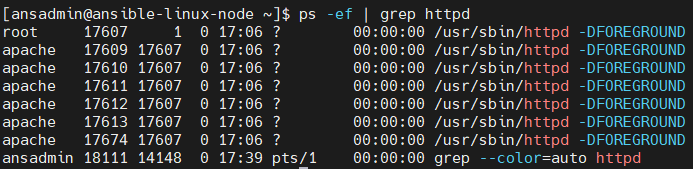 [ansadmin@ansible-linux-node ~]$ ps -ef | grep httpd
root     17607     1  0 17:06 ?        00:00:00 /usr/sbin/httpd -DFOREGROUND
apache   17609 17607  0 17:06 ?        00:00:00 /usr/sbin/httpd -DFOREGROUND
apache   17610 17607  0 17:06 ?        00:00:00 /usr/sbin/httpd -DFOREGROUND
apache   17611 17607  0 17:06 ?        00:00:00 /usr/sbin/httpd -DFOREGROUND
apache   17612 17607  0 17:06 ?        00:00:00 /usr/sbin/httpd -DFOREGROUND
apache   17613 17607  0 17:06 ?        00:00:00 /usr/sbin/httpd -DFOREGROUND
apache   17674 17607  0 17:06 ?        00:00:00 /usr/sbin/httpd -DFOREGROUND
ansadmin 18111 14148  0 17:39 pts/1    00:00:00 grep --color=auto httpd